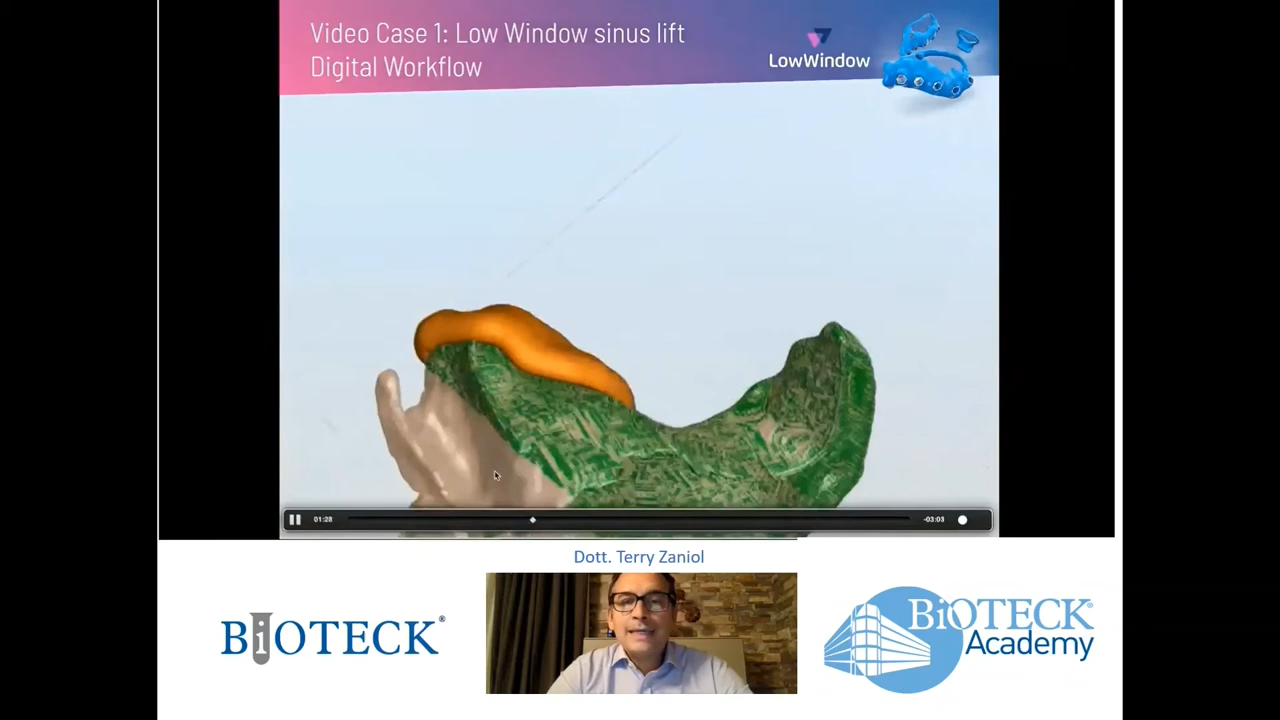 Video Case 1: Low Window sinus lift
Digital Workflow
LowWindow
01:28
-03:03
Dott. Terry Zaniol
BiOTECK®
BiOTECK®
Academy